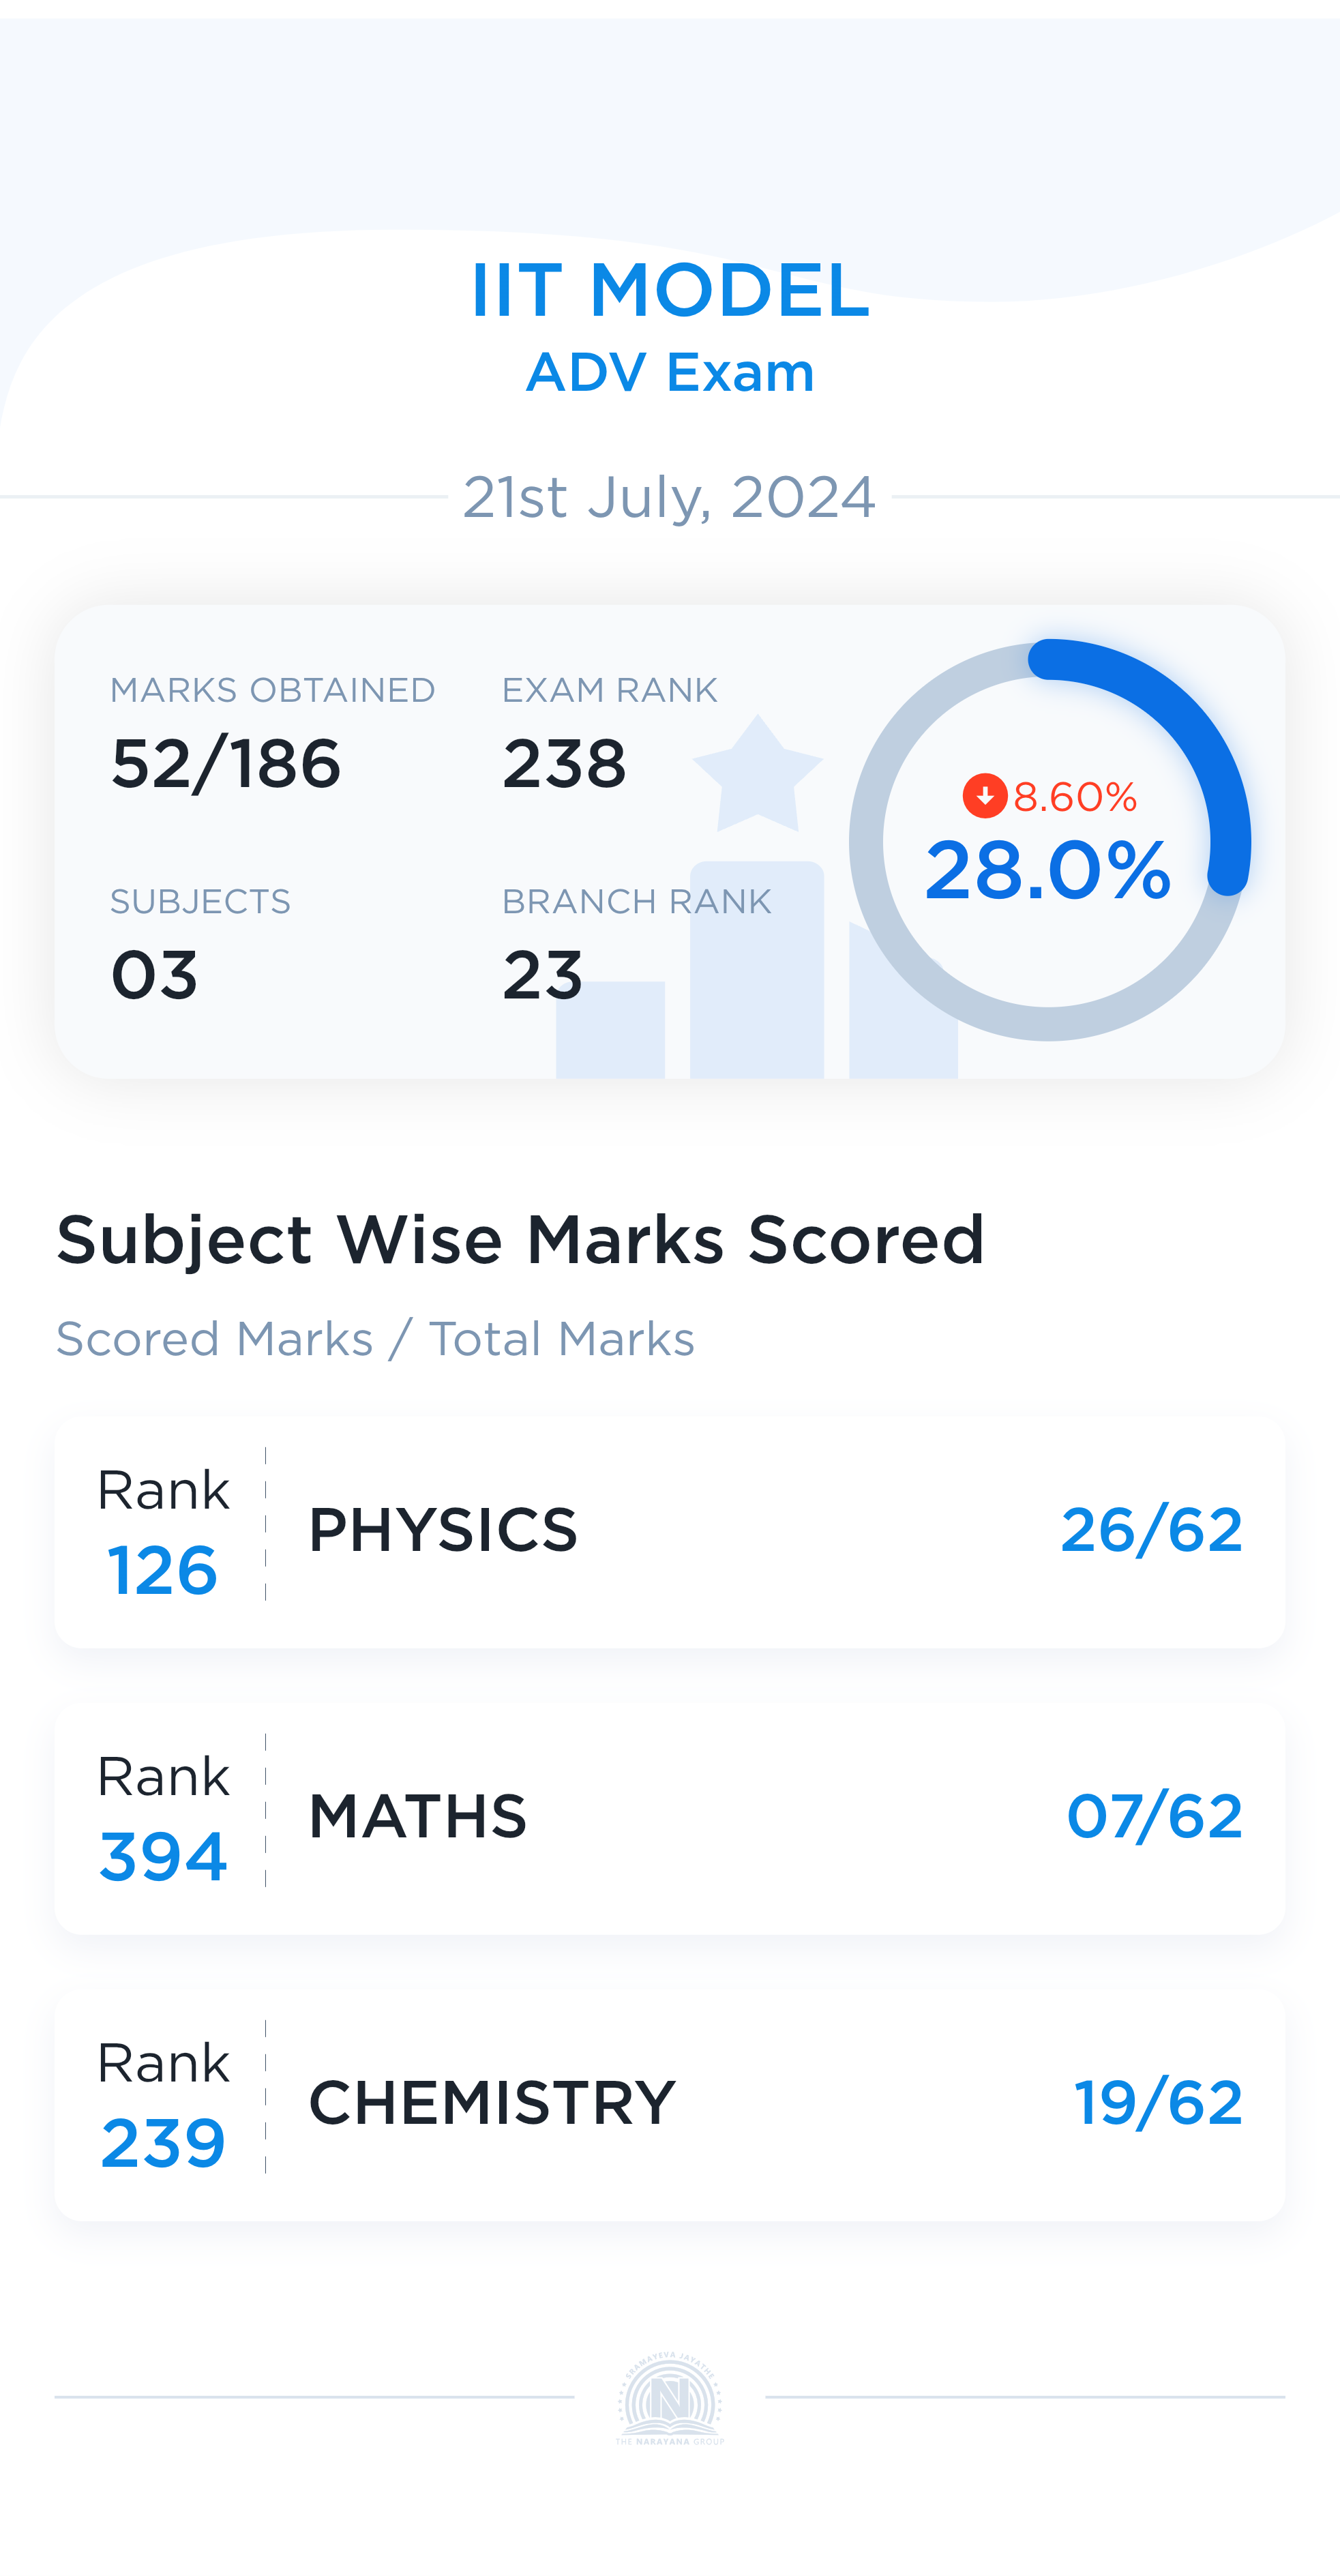 IIT MODEL
ADV Exam
21st July, 2024
MARKS OBTAINED
52/186
EXAM RANK
238
SUBJECTS
03
BRANCH RANK
23
8.60%
28.0%
Subject Wise Marks Scored
Scored Marks / Total Marks
Rank
126
PHYSICS
26/62
Rank
394
MATHS
07/62
Rank
239
CHEMISTRY
19/62
SRAMAYEVA JAYATHE
N
THE NARAYANA GROUP